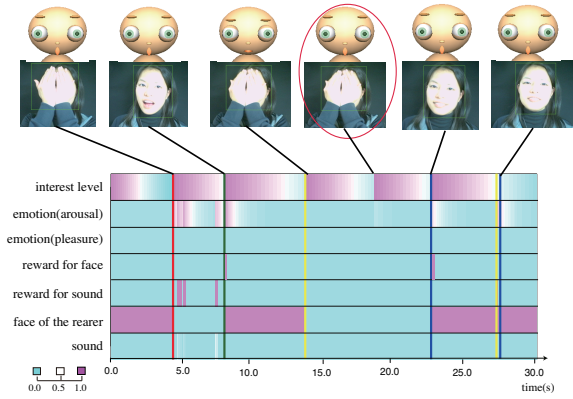 interest level
emotion(arousal)
emotion(pleasure)
reward for face
reward for sound
face of the rearer
sound
0.0 5.0 10.0 15.0 20.0 25.0 30.0
time(s)
0.0 0.5 1.0